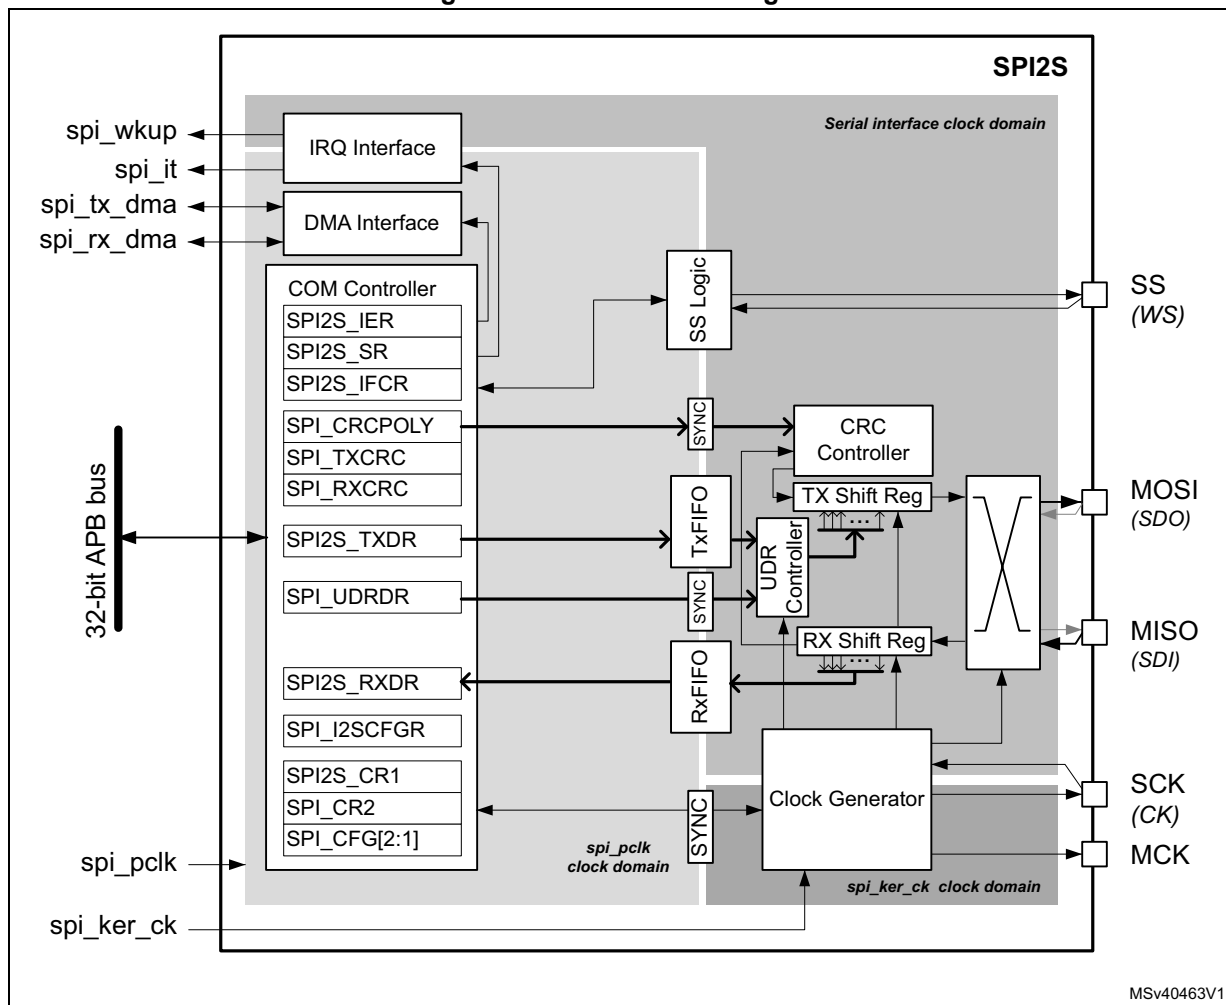 SPI2S
Serial interface clock domain
spi_wkup
spi_it
spi_tx_dma
spi_rx_dma
IRQ Interface
DMA Interface
COM Controller
SPI2S_IER
SPI2S_SR
SPI2S_IFCR
SPI_CRCPOLY
SPI_TXCRC
SPI_RXCRC
SPI2S_TXDR
SPI_UDRDR
SPI2S_RXDR
SPI_I2SCFGR
SPI2S_CR1
SPI_CR2
SPI_CFG[2:1]
32-bit APB bus
spi_pclk
spi_ker_ck
SS Logic
SYNC
TxFIFO
SYNC
RxFIFO
SYNC
spi_pclk
clock domain
CRC
Controller
TX Shift Reg
...
UDR
Controller
RX Shift Reg
...
Clock Generator
spi_ker_ck clock domain
SS
(WS)
MOSI
(SDO)
MISO
(SDI)
SCK
(CK)
MCK
MSv40463V1